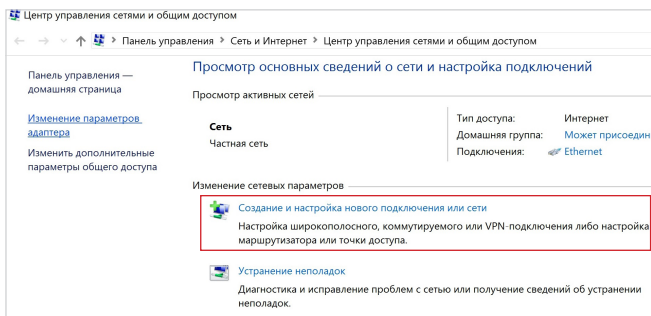 Центр управления сетями и общим доступом
Панель управления > Сеть и Интернет > Центр управления сетями и общим доступом
Панель управления —
домашняя страница
Изменение параметров
адаптера
Изменить дополнительные
параметры общего доступа
Просмотр основных сведений о сети и настройка подключений
Просмотр активных сетей
Сеть
Частная сеть
Тип доступа: Интернет
Домашняя группа: Может присоедин
Подключения: Ethernet
Изменение сетевых параметров
Создание и настройка нового подключения или сети
Настройка широкополосного, коммутируемого или VPN-подключения либо настройка
маршрутизатора или точки доступа.
Устранение неполадок
Диагностика и исправление проблем с сетью или получение сведений об устранении
неполадок.